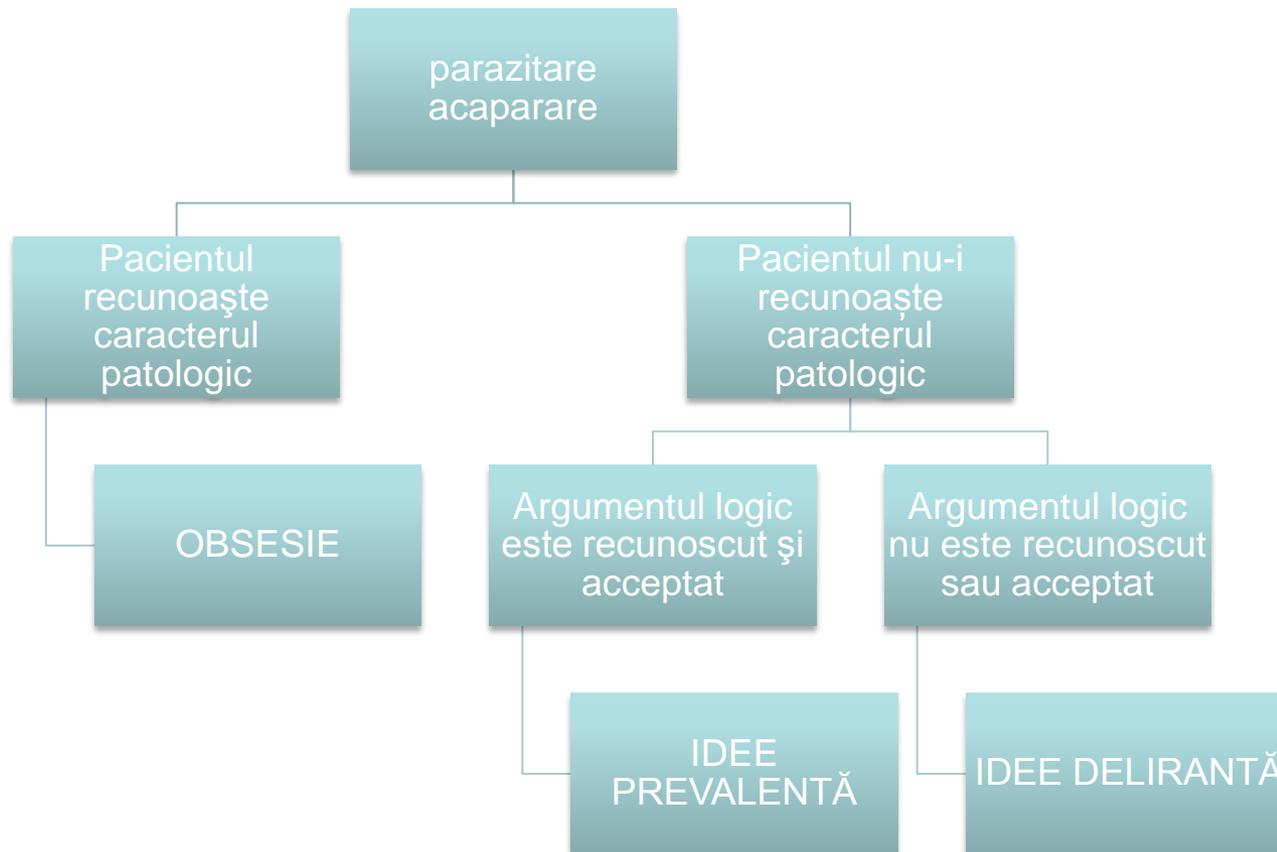 parazitare
acaparare
Pacientul
recunoaşte
caracterul
patologic
Pacientul nu-i
recunoaște
caracterul
patologic
OBSESIE
Argumentul logic
este recunoscut şi
acceptat
Argumentul logic
nu este recunoscut
sau acceptat
IDEE
PREVALENTĂ
IDEE DELIRANTĂ